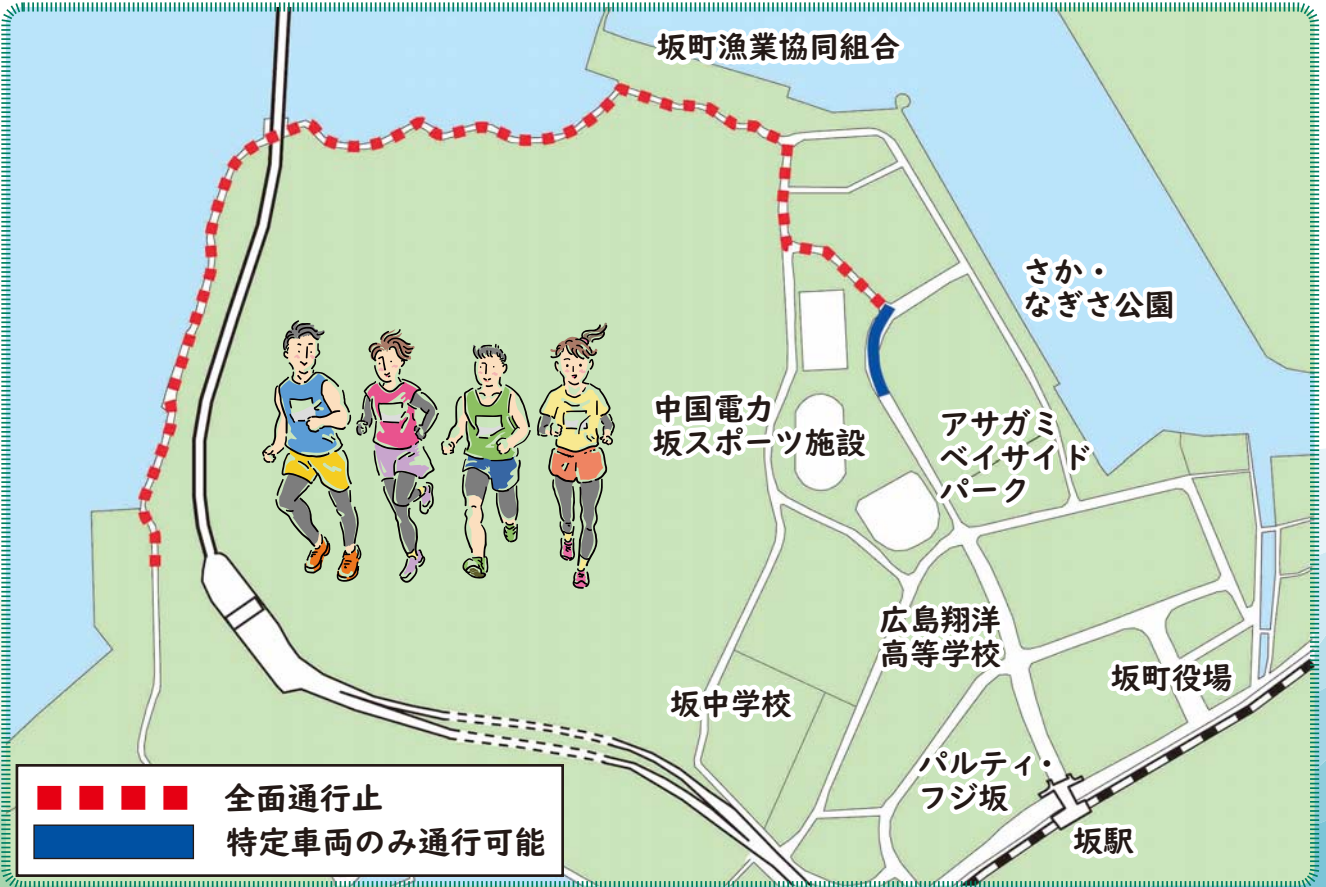 坂町漁業協同組合
さか・
なぎさ公園
中国電力
坂スポーツ施設
アサガミ
ベイサイド
パーク
広島翔洋
高等学校
坂町役場
坂中学校
パルティ・
フジ坂
坂駅
全面通行止
特定車両のみ通行可能